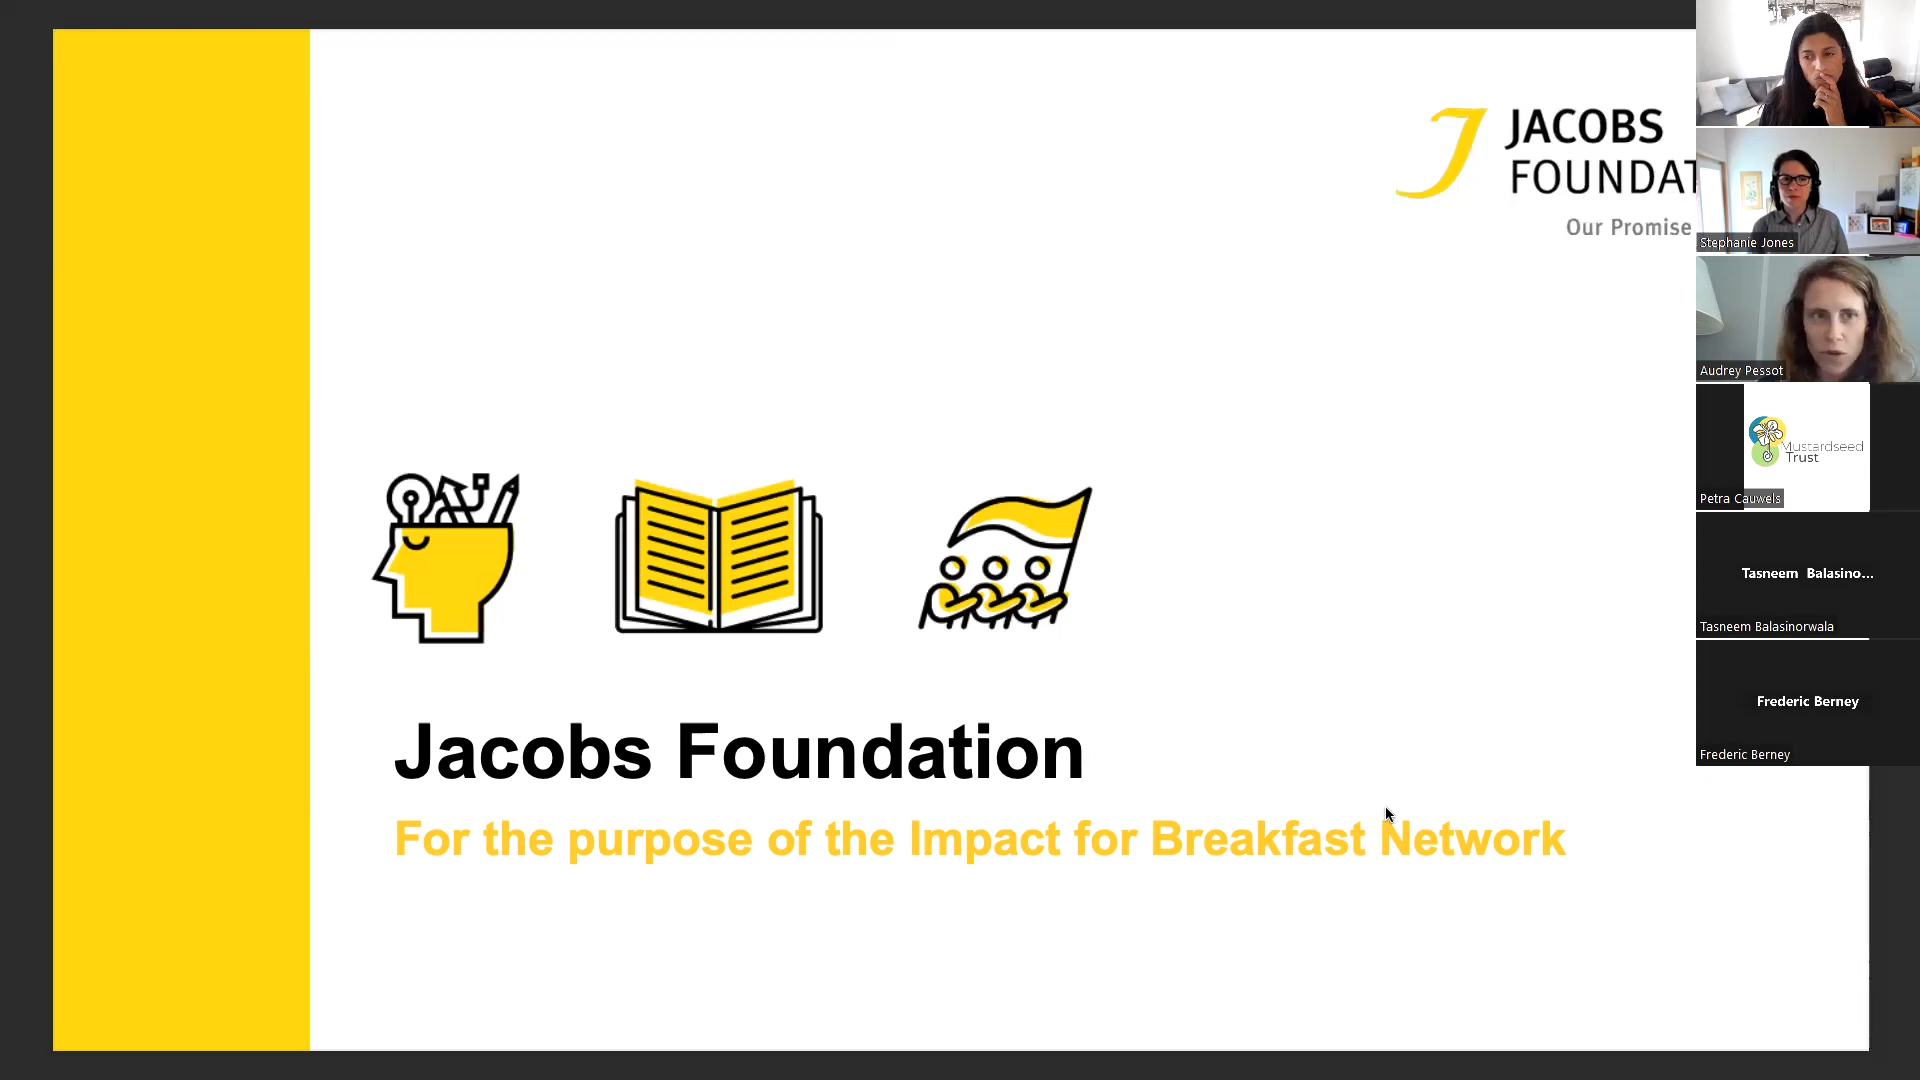 JACOBS
FOUNDAT
Our Promise
Jacobs Foundation
For the purpose of the Impact for Breakfast Network
Stephanie Jones
Audrey Pessot
Mustardseed
Trust
Petra Cauwels
Tasneem Balasino...
Tasneem Balasinorwala
Frederic Berney
Frederic Berney